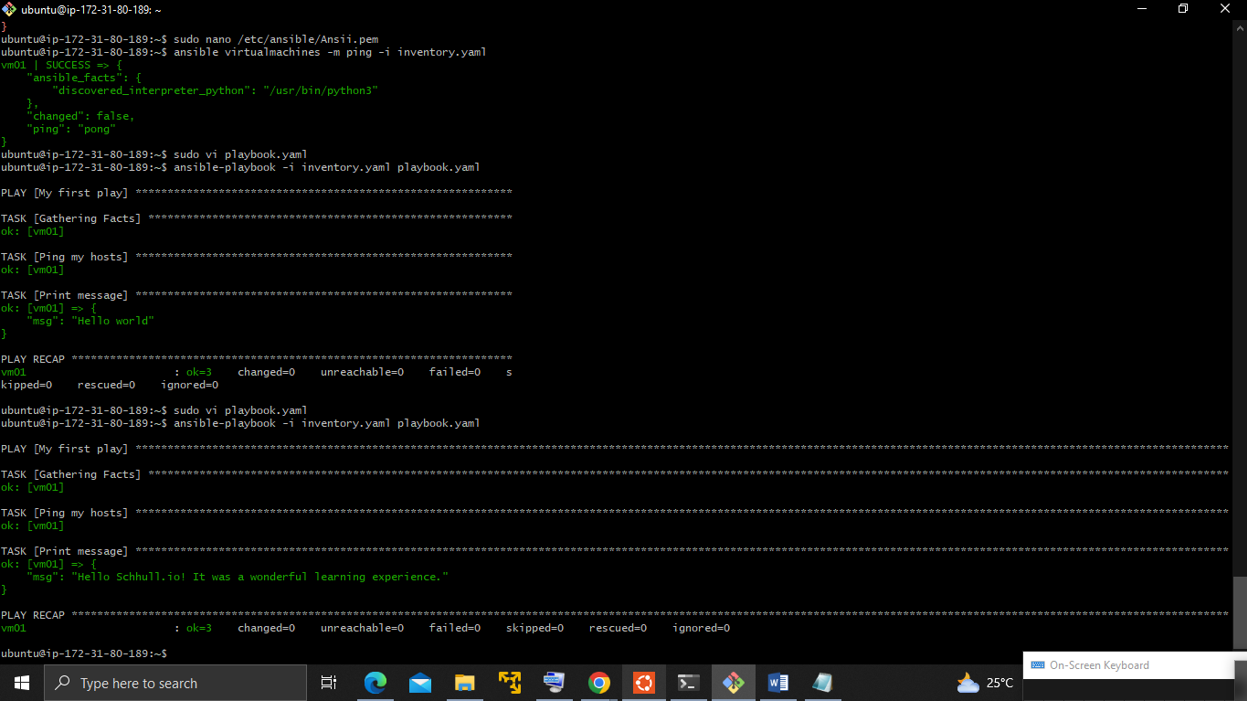 ubuntu@ip-172-31-80-189: ~
}
ubuntu@ip-172-31-80-189:~$ sudo nano /etc/ansible/Ansii.pem
ubuntu@ip-172-31-80-189:~$ ansible virtualmachines -m ping -i inventory.yaml
vm01 | SUCCESS => {
    "ansible_facts": {
        "discovered_interpreter_python": "/usr/bin/python3"
    },
    "changed": false,
    "ping": "pong"
}
ubuntu@ip-172-31-80-189:~$ sudo vi playbook.yaml
ubuntu@ip-172-31-80-189:~$ ansible-playbook -i inventory.yaml playbook.yaml
PLAY [My first play] ***********************************************************
TASK [Gathering Facts] *********************************************************
ok: [vm01]
TASK [Ping my hosts] ***********************************************************
ok: [vm01]
TASK [Print message] ***********************************************************
ok: [vm01] => {
    "msg": "Hello world"
}
PLAY RECAP *********************************************************************
vm01                       : ok=3    changed=0    unreachable=0    failed=0    s
kipped=0    rescued=0    ignored=0
ubuntu@ip-172-31-80-189:~$ sudo vi playbook.yaml
ubuntu@ip-172-31-80-189:~$ ansible-playbook -i inventory.yaml playbook.yaml
PLAY [My first play] ***************************************************************************************************************************************************************************
TASK [Gathering Facts] *************************************************************************************************************************************************************************
ok: [vm01]
TASK [Ping my hosts] ***************************************************************************************************************************************************************************
ok: [vm01]
TASK [Print message] ***************************************************************************************************************************************************************************
ok: [vm01] => {
    "msg": "Hello Schhull.io! It was a wonderful learning experience."
}
PLAY RECAP *************************************************************************************************************************************************************************************
vm01                       : ok=3    changed=0    unreachable=0    failed=0    skipped=0    rescued=0    ignored=0
ubuntu@ip-172-31-80-189:~$
On-Screen Keyboard
Type here to search
25°C